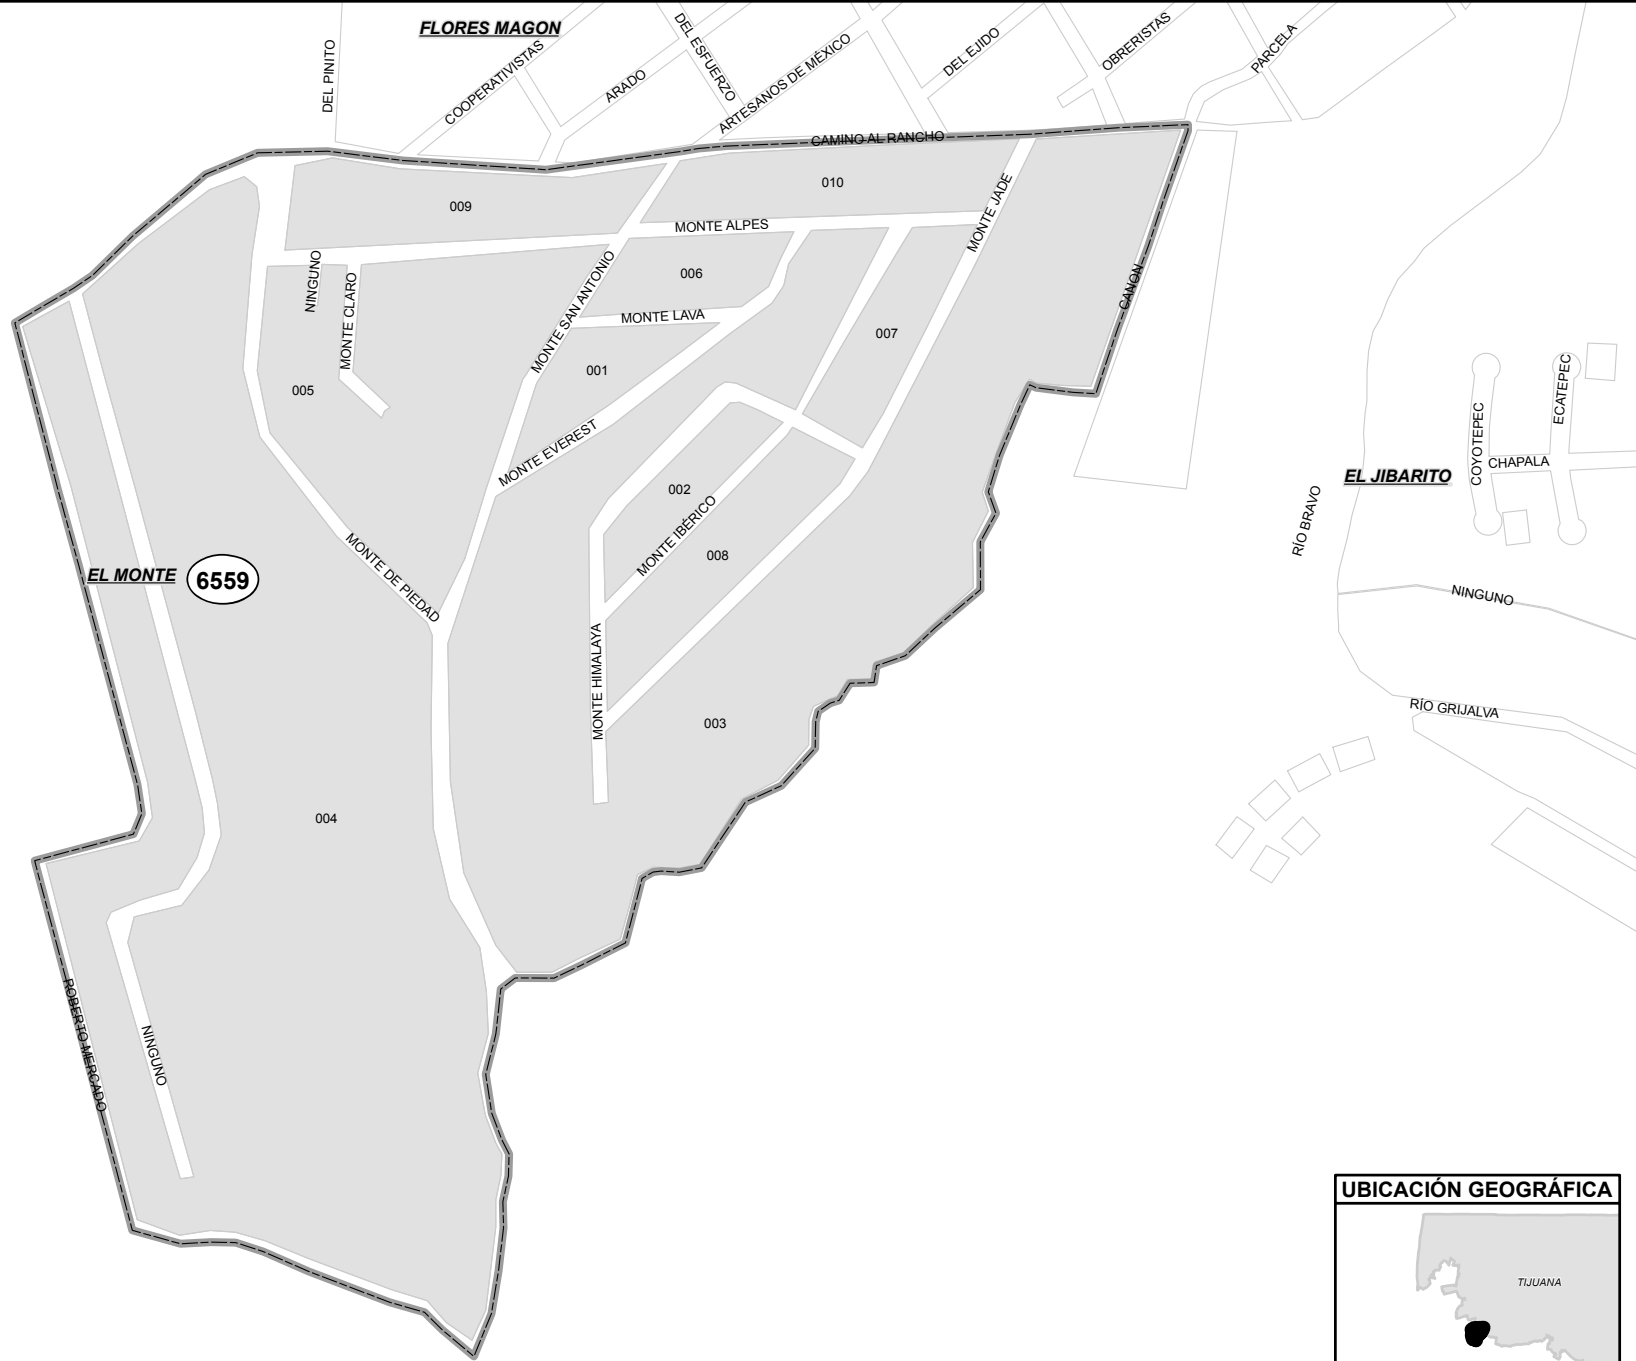 FLORES MAGON
DEL PINITO
COOPERATIVISTAS
ARADO
DEL ESFUERZO
ARTESANOS DE MÉXICO
DEL EJIDO
OBRERISTAS
PARCELA
CAMINO AL RANCHO
010
009
MONTE JADE
MONTE ALPES
NINGUNO
MONTE CLARO
MONTE SAN ANTONIO
006
CANON
MONTE LAVA
007
001
005
ECATEPEC
COYOTEPEC
CHAPALA
EL JIBARITO
MONTE EVEREST
002
MONTE IBÉRICO
RÍO BRAVO
008
MONTE DE PIEDAD
EL MONTE
6559
NINGUNO
MONTE HIMALAYA
RÍO GRIJALVA
003
004
ROBERTO MERCADO
NINGUNO
UBICACIÓN GEOGRÁFICA
TIJUANA